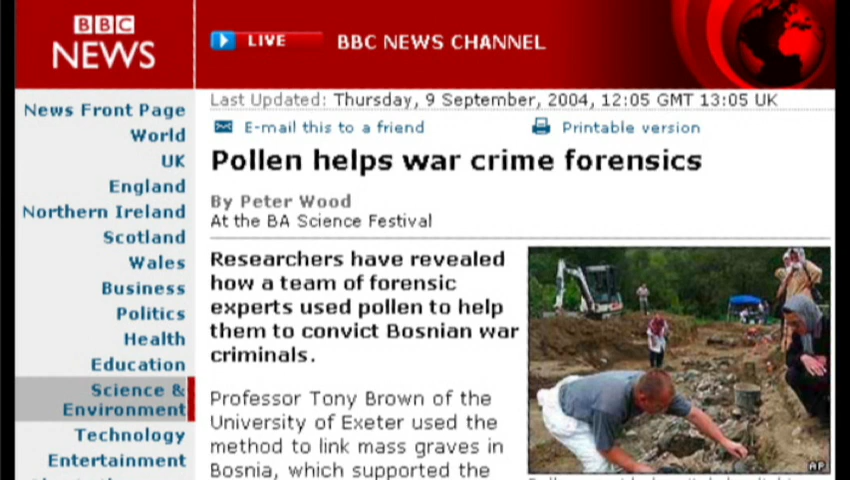 BBC
NEWS
LIVE
BBC NEWS CHANNEL
News Front Page
World
UK
England
Northern Ireland
Scotland
Wales
Business
Politics
Health
Education
Science &
Environment
Technology
Entertainment
Last Updated: Thursday, 9 September, 2004, 12:05 GMT 13:05 UK
E-mail this to a friend
Printable version
Pollen helps war crime forensics
By Peter Wood
At the BA Science Festival
Researchers have revealed
how a team of forensic
experts used pollen to help
them to convict Bosnian war
criminals.
Professor Tony Brown of the
University of Exeter used the
method to link mass graves in
Bosnia, which supported the
AP